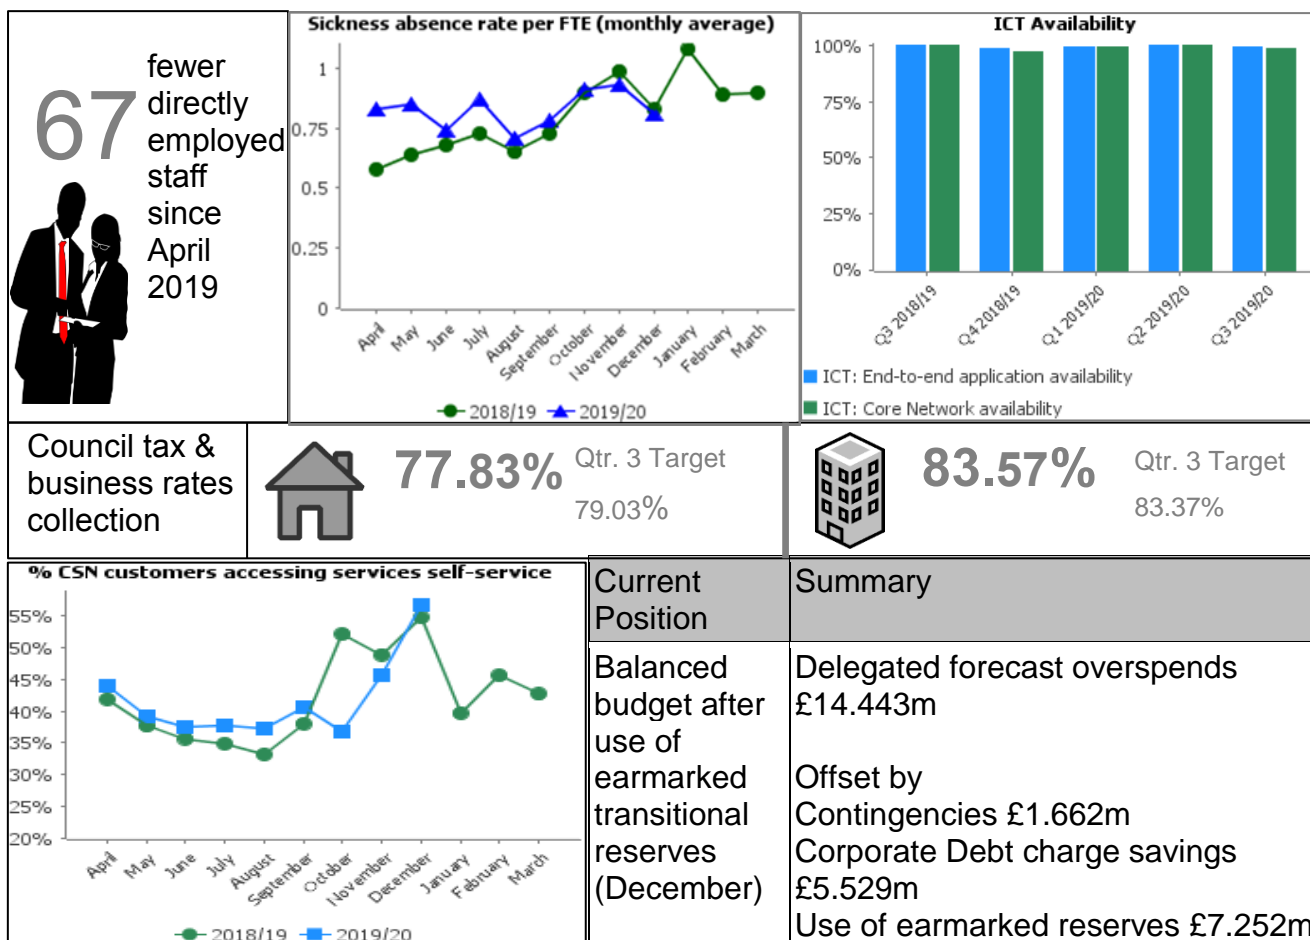 67
fewer
directly
employed
staff
since
April
2019
Sickness absence rate per FTE (monthly average)
1
0.75
0.5
0.25
0
April
May
June
July
August
September
October
November
December
January
February
March
2018/19
2019/20
ICT Availability
100%
75%
50%
25%
0%
Q3 2018/19
Q4 2018/19
Q1 2019/20
Q2 2019/20
Q3 2019/20
ICT: End-to-end application availability
ICT: Core Network availability
Council tax &
business rates
collection
77.83%
Qtr. 3 Target
79.03%
83.57%
Qtr. 3 Target
83.37%
% CSN customers accessing services self-service
55%
50%
45%
40%
35%
30%
25%
20%
April
May
June
July
August
September
October
November
December
January
February
March
2018/19
2019/20
Current
Position
Summary
Balanced
budget after
use of
earmarked
transitional
reserves
(December)
Delegated forecast overspends
£14.443m
Offset by
Contingencies £1.662m
Corporate Debt charge savings
£5.529m
Use of earmarked reserves £7.252m